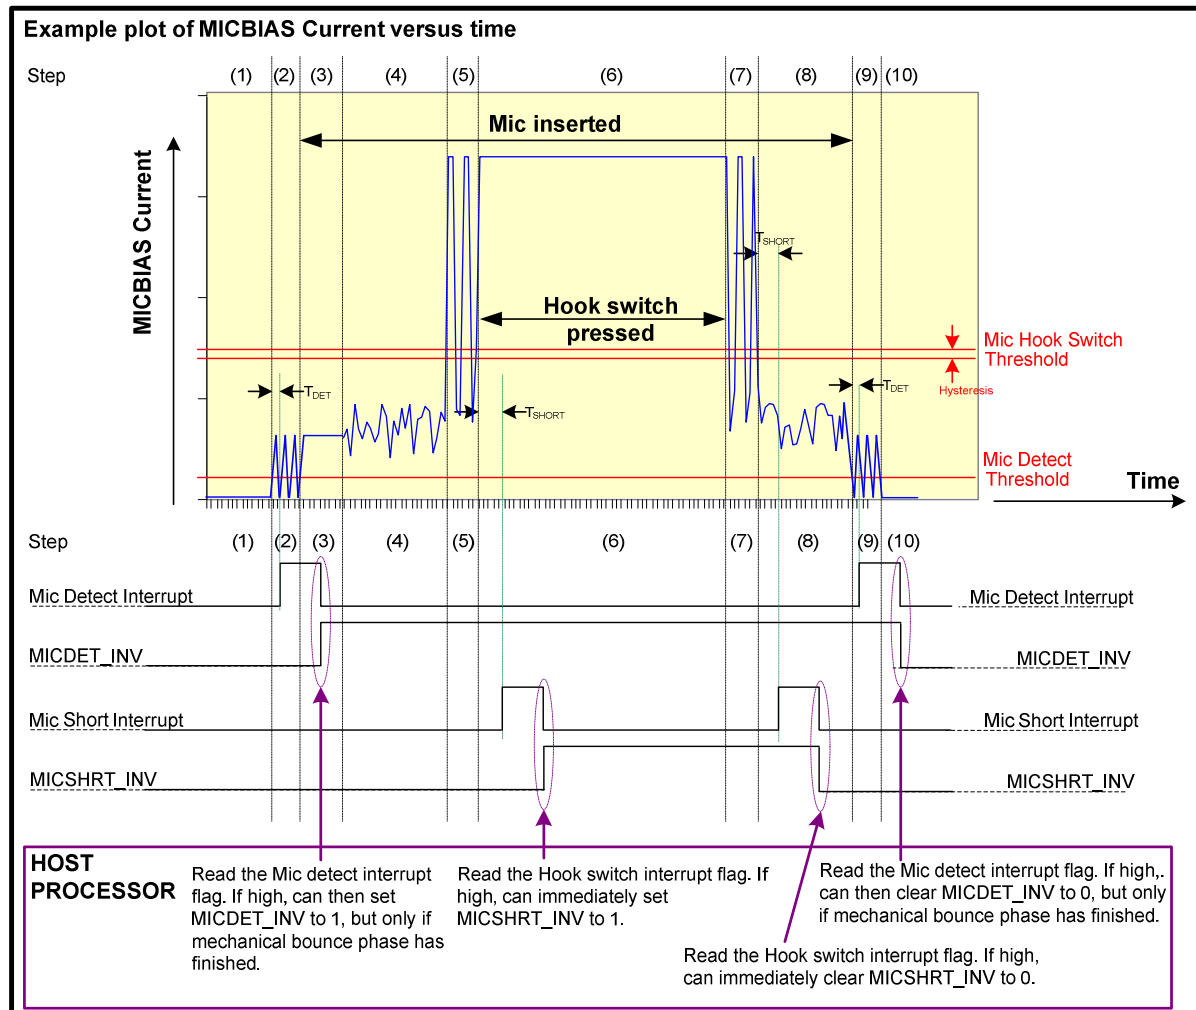 Example plot of MICBIAS Current versus time
Step (1) (2) (3) (4) (5) (6) (7) (8) (9) (10)
Mic inserted
MICBIAS Current
TSHORT
Hook switch
pressed
Mic Hook Switch
Threshold
Hysteresis
TDET
TSHORT
TDET
Mic Detect
Threshold
Time
Step (1) (2) (3) (4) (5) (6) (7) (8) (9) (10)
Mic Detect Interrupt Mic Detect Interrupt
MICDET_INV MICDET_INV
Mic Short Interrupt Mic Short Interrupt
MICSHRT_INV MICSHRT_INV
HOST
PROCESSOR
Read the Mic detect interrupt
flag. If high, can then set
MICDET_INV to 1, but only if
mechanical bounce phase has
finished.
Read the Hook switch interrupt flag. If
high, can immediately set
MICSHRT_INV to 1.
Read the Mic detect interrupt flag. If high,.
can then clear MICDET_INV to 0, but only
if mechanical bounce phase has finished.
Read the Hook switch interrupt flag. If high,
can immediately clear MICSHRT_INV to 0.